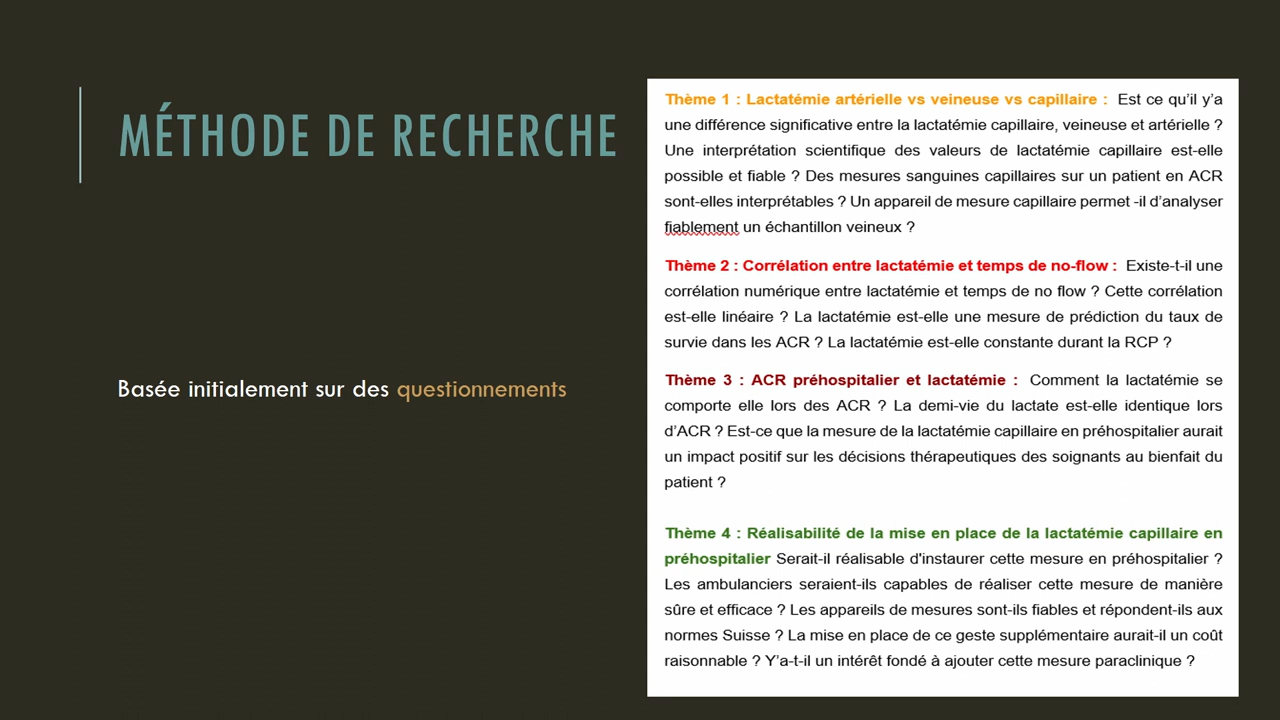 MÉTHODE DE RECHERCHE
Basée initialement sur des questionnements
Thème 1 : Lactatémie artérielle vs veineuse vs capillaire : Est ce qu'il y'a
une différence significative entre la lactatémie capillaire, veineuse et artérielle ?
Une interprétation scientifique des valeurs de lactatémie capillaire est-elle
possible et fiable ? Des mesures sanguines capillaires sur un patient en ACR
sont-elles interprétables ? Un appareil de mesure capillaire permet -il d'analyser
fiablement un échantillon veineux ?
Thème 2 : Corrélation entre lactatémie et temps de no-flow : Existe-t-il une
corrélation numérique entre lactatémie et temps de no flow ? Cette corrélation
est-elle linéaire ? La lactatémie est-elle une mesure de prédiction du taux de
survie dans les ACR ? La lactatémie est-elle constante durant la RCP ?
Thème 3 : ACR préhospitalier et lactatémie : Comment la lactatémie se
comporte elle lors des ACR ? La demi-vie du lactate est-elle identique lors
d'ACR ? Est-ce que la mesure de la lactatémie capillaire en préhospitalier aurait
un impact positif sur les décisions thérapeutiques des soignants au bienfait du
patient ?
Thème 4 : Réalisabilité de la mise en place de la lactatémie capillaire en
préhospitalier Serait-il réalisable d'instaurer cette mesure en préhospitalier ?
Les ambulanciers seraient-ils capables de réaliser cette mesure de manière
sûre et efficace ? Les appareils de mesures sont-ils fiables et répondent-ils aux
normes Suisse ? La mise en place de ce geste supplémentaire aurait-il un coût
raisonnable ? Y'a-t-il un intérêt fondé à ajouter cette mesure paraclinique ?